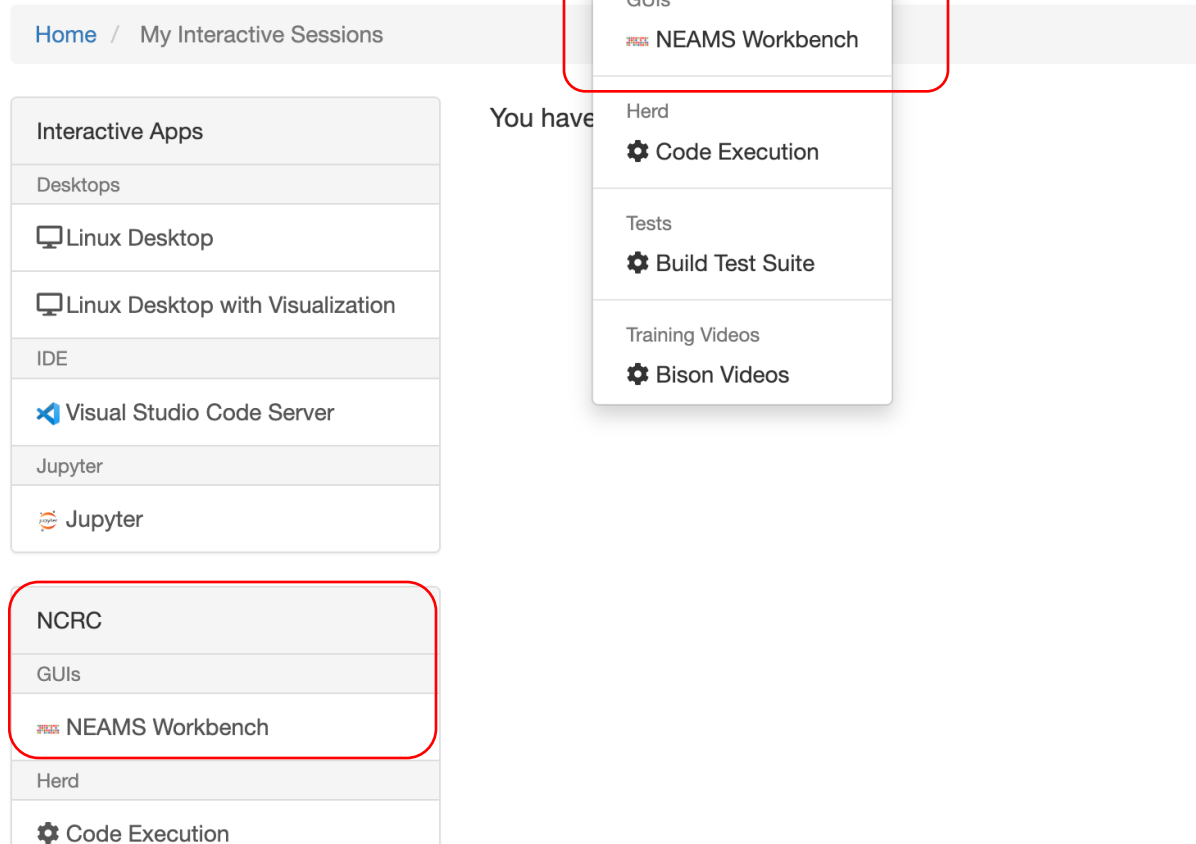 Home / My Interactive Sessions
Interactive Apps
Desktops
Linux Desktop
Linux Desktop with Visualization
IDE
Visual Studio Code Server
Jupyter
Jupyter
NCRC
GUIs
NEAMS Workbench
Herd
Code Execution
You have
GUIs
NEAMS Workbench
Herd
Code Execution
Tests
Build Test Suite
Training Videos
Bison Videos